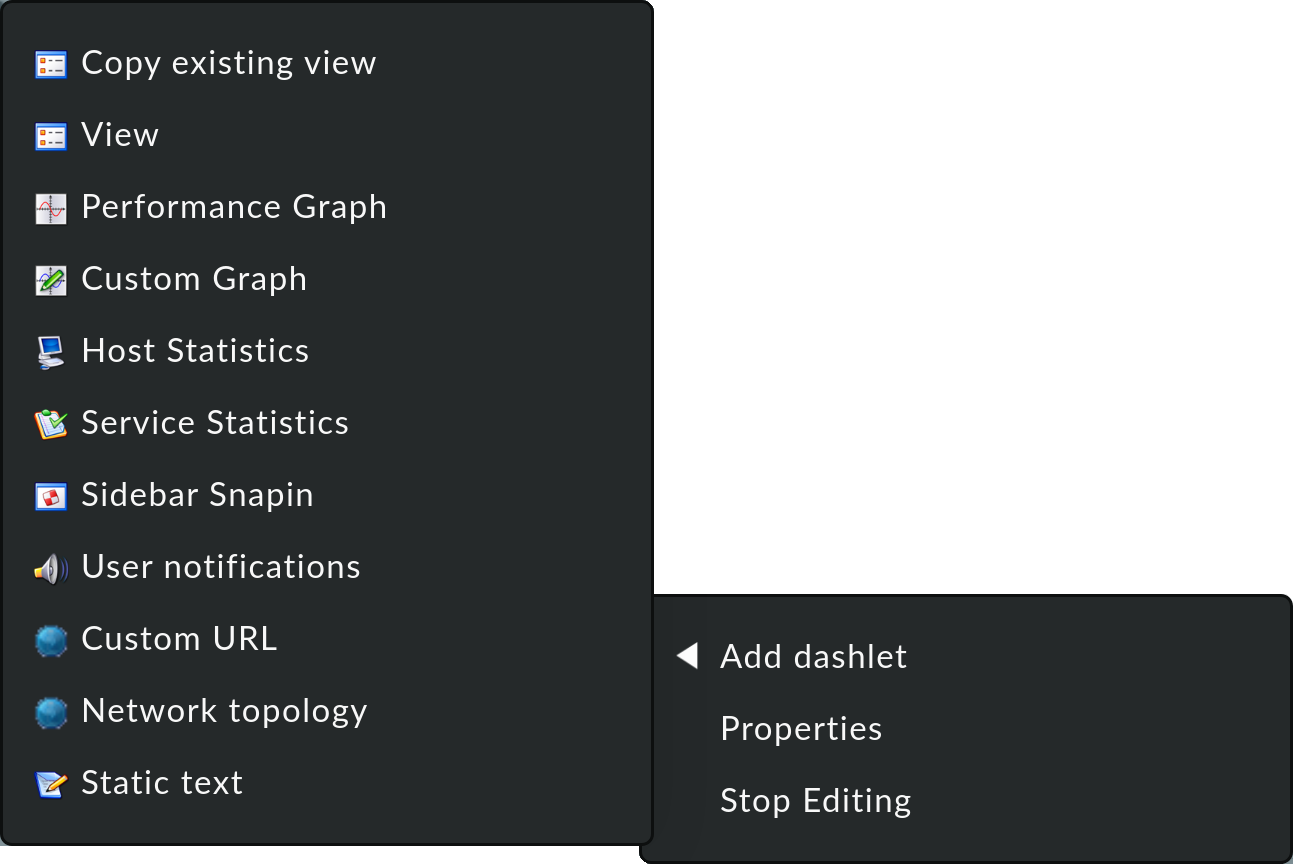 Copy existing view
View
Performance Graph
Custom Graph
Host Statistics
Service Statistics
Sidebar Snapin
User notifications
Custom URL
Network topology
Static text
Add dashlet
Properties
Stop Editing